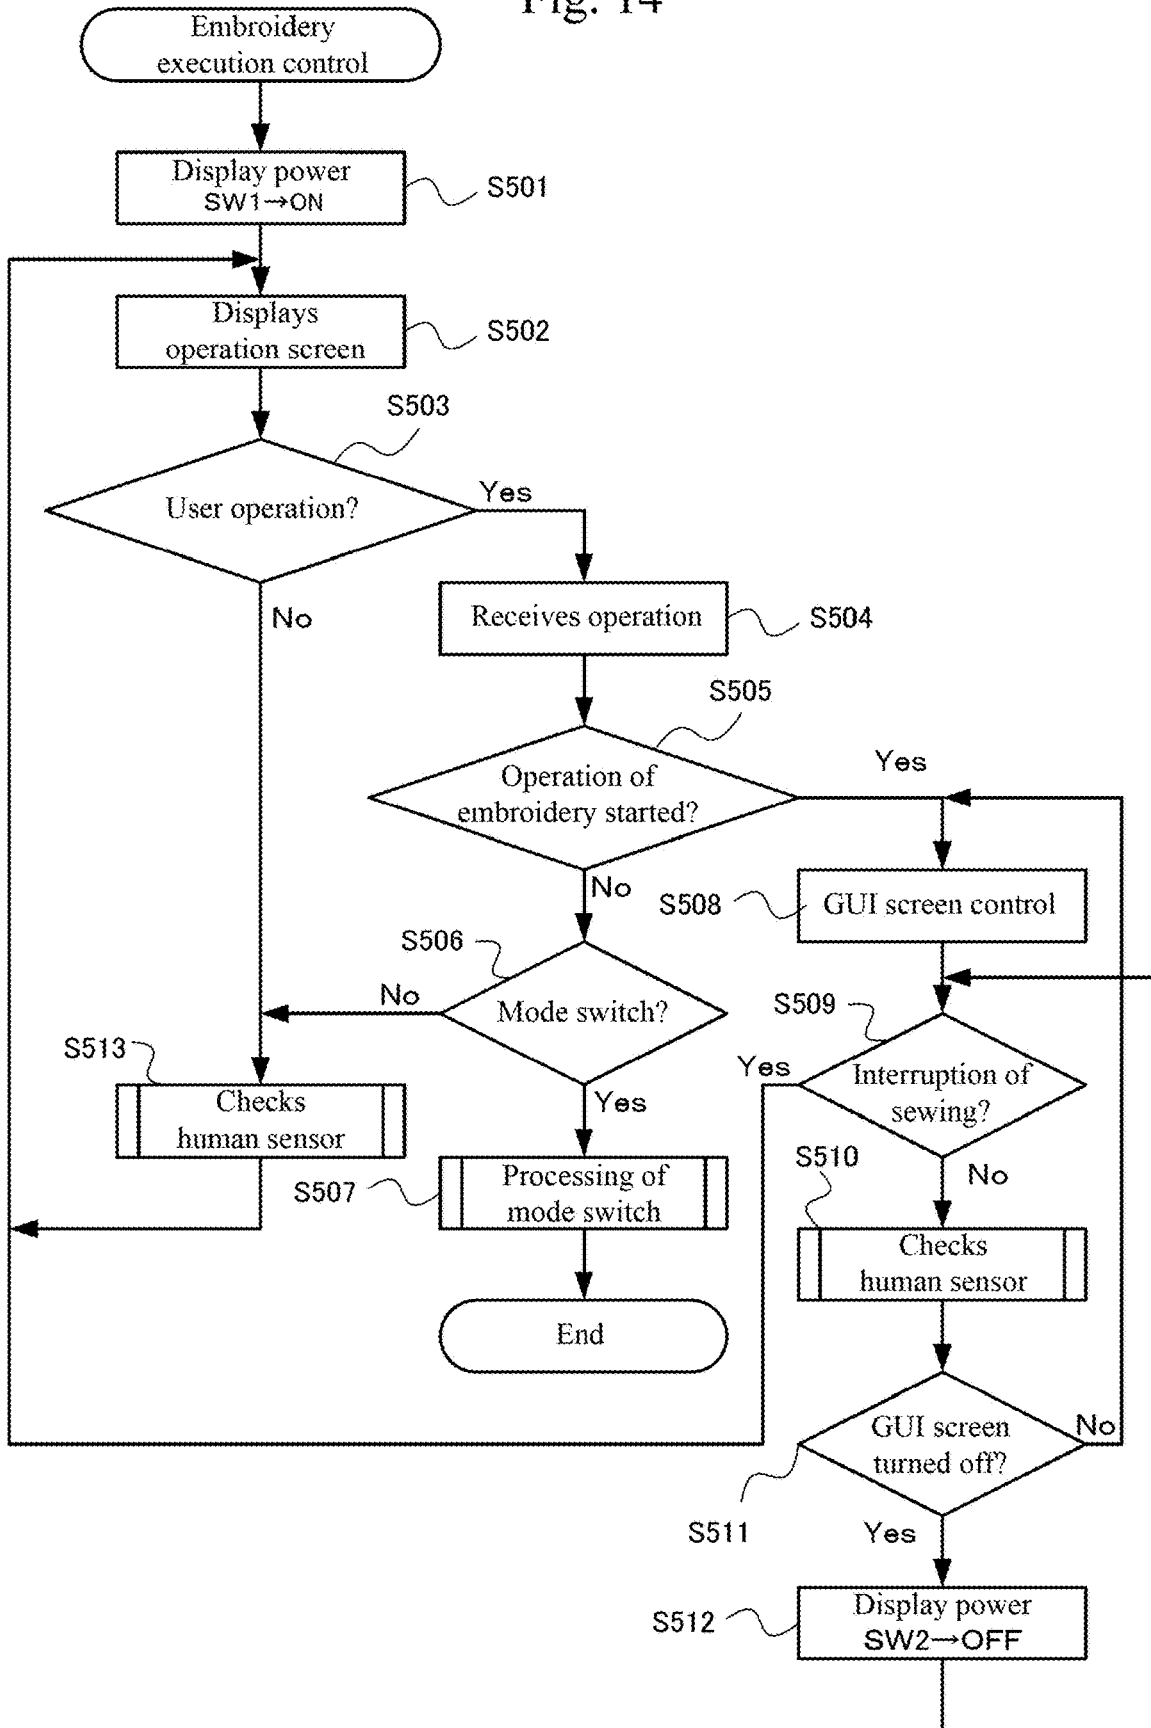 Fig. 14
Embroidery
execution control
Display power
SW1→ON
S501
Displays
operation screen
S502
S503
User operation?
Yes
No
Receives operation
S504
S505
Operation of
embroidery started?
Yes
No
S508
GUI screen control
S506
Mode switch?
No
Yes
S509
Interruption of
sewing?
Yes
No
S513
Checks
human sensor
S507
Processing of
mode switch
S510
Checks
human sensor
End
GUI screen
turned off?
No
S511
Yes
S512
Display power
SW2→OFF